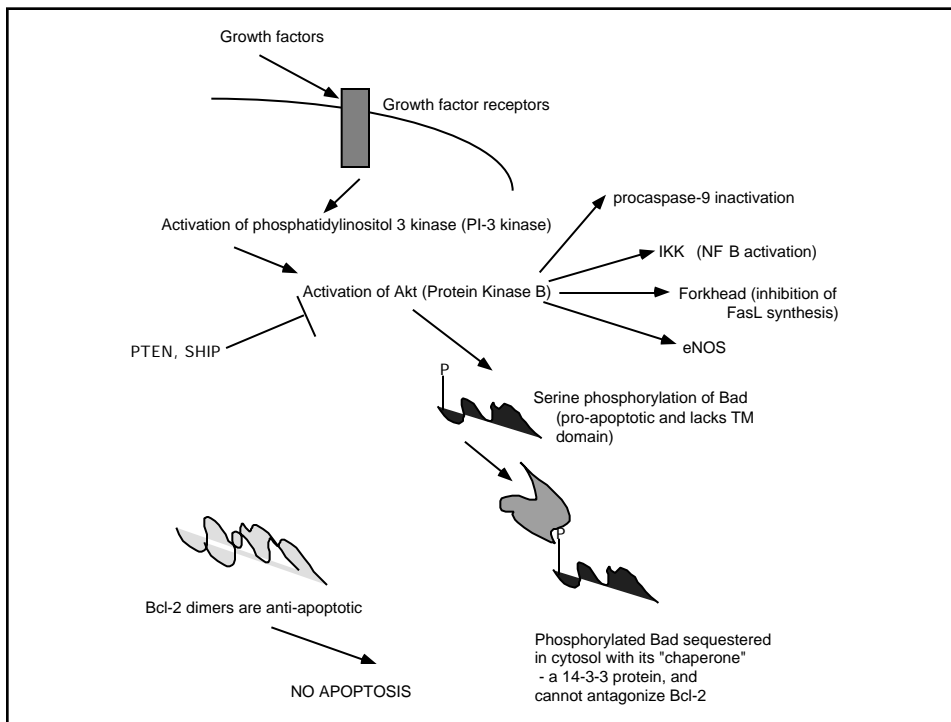 Growth factors
Growth factor receptors
Activation of phosphatidylinositol 3 kinase (PI-3 kinase)
procaspase-9 inactivation
IKK (NF B activation)
Activation of Akt (Protein Kinase B)
Forkhead (inhibition of
FasL synthesis)
eNOS
PTEN, SHIP
P
Serine phosphorylation of Bad
(pro-apoptotic and lacks TM
domain)
P
Bcl-2 dimers are anti-apoptotic
NO APOPTOSIS
Phosphorylated Bad sequestered
in cytosol with its "chaperone"
- a 14-3-3 protein, and
cannot antagonize Bcl-2